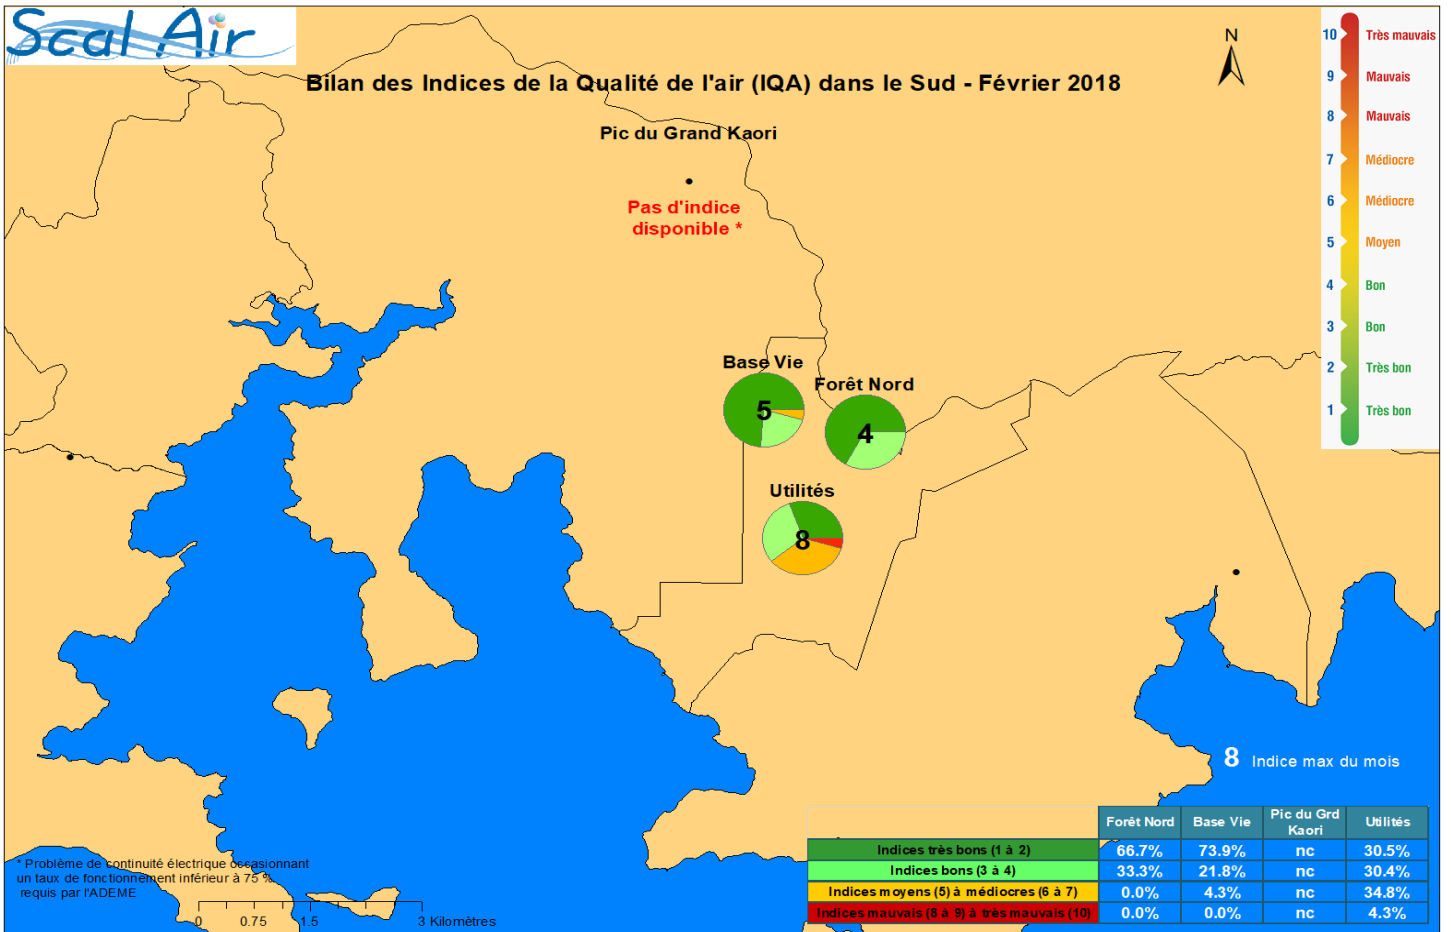 Scal Air
Bilan des Indices de la Qualité de l'air (IQA) dans le Sud - Février 2018
N
10 Très mauvais
9 Mauvais
8 Mauvais
7 Médiocre
6 Médiocre
5 Moyen
4 Bon
3 Bon
2 Très bon
1 Très bon
Pic du Grand Kaori
Pas d'indice
disponible *
Base Vie
5
Forêt Nord
4
Utilités
8
8 Indice max du mois
Forêt Nord Base Vie Pic du Grd Kaori Utilités
Indices très bons (1 à 2) 66.7% 73.9% nc 30.5%
Indices bons (3 à 4) 33.3% 21.8% nc 30.4%
Indices moyens (5) à médiocres (6 à 7) 0.0% 4.3% nc 34.8%
Indices mauvais (8 à 9) à très mauvais (10) 0.0% 0.0% nc 4.3%
* Problème de continuité électrique occasionnant
un taux de fonctionnement inférieur à 75 %
requis par l'ADEME
0 0.75 1.5 3 Kilomètres